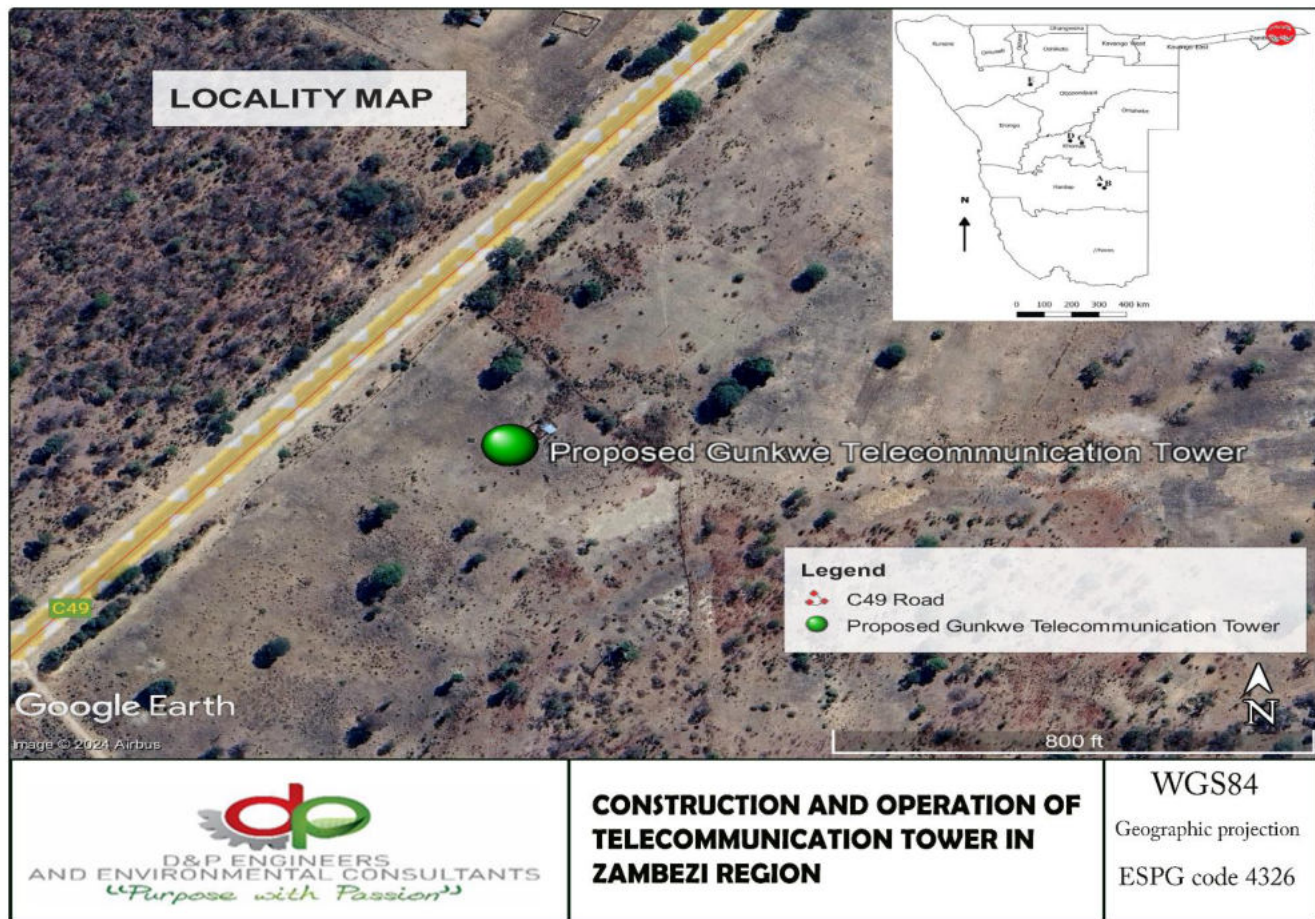 LOCALITY MAP
Kunene
Omusati
Ohangwena
Oshikoto
Kavango West
Kavango East
Otjozondjupa
Omaheke
Erongo
Khomas
Hardap
//Karas
E
D
C
A
B
N
0 100 200 300 400 km
Proposed Gunkwe Telecommunication Tower
C49
Legend
C49 Road
Proposed Gunkwe Telecommunication Tower
Google Earth
Image © 2024 Airbus
N
800 ft
dp
D&P ENGINEERS
AND ENVIRONMENTAL CONSULTANTS
“Purpose with Passion”
CONSTRUCTION AND OPERATION OF
TELECOMMUNICATION TOWER IN
ZAMBEZI REGION
WGS84
Geographic projection
ESPG code 4326